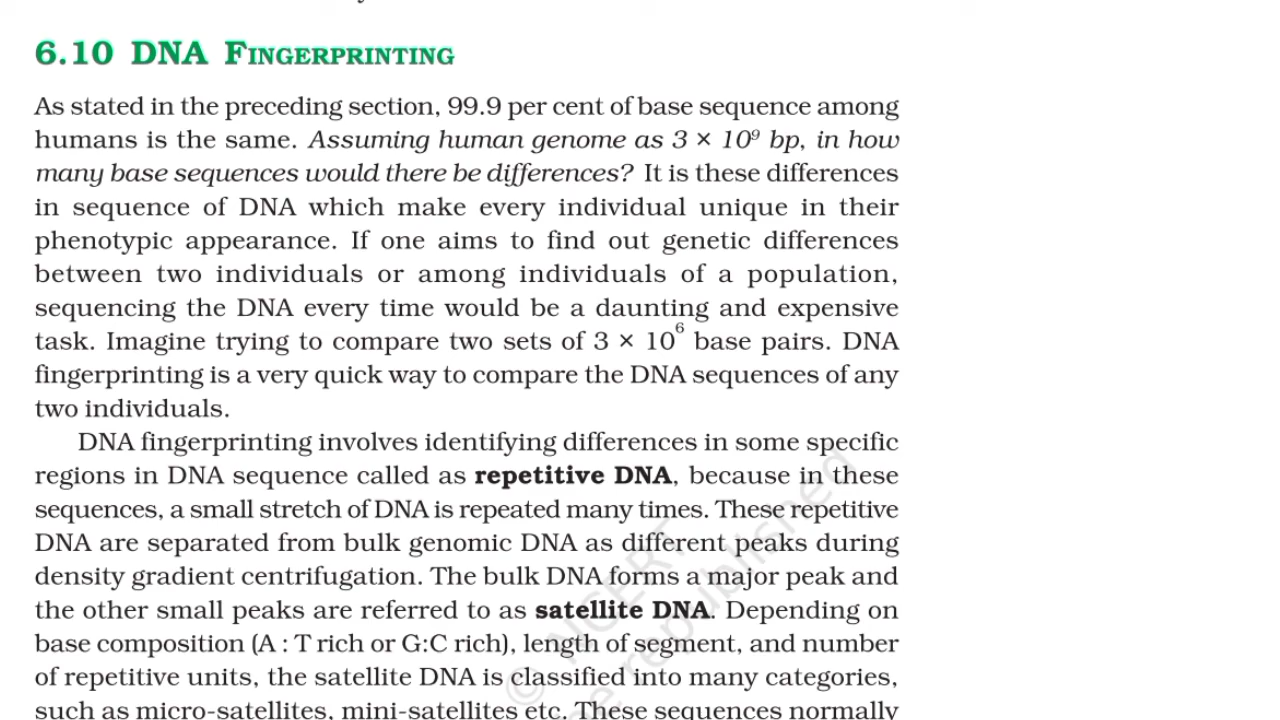 6.10 DNA FINGERPRINTING
As stated in the preceding section, 99.9 per cent of base sequence among
humans is the same. Assuming human genome as 3 × 10⁹ bp, in how
many base sequences would there be differences? It is these differences
in sequence of DNA which make every individual unique in their
phenotypic appearance. If one aims to find out genetic differences
between two individuals or among individuals of a population,
sequencing the DNA every time would be a daunting and expensive
task. Imagine trying to compare two sets of 3 × 10⁶ base pairs. DNA
fingerprinting is a very quick way to compare the DNA sequences of any
two individuals.
DNA fingerprinting involves identifying differences in some specific
regions in DNA sequence called as repetitive DNA, because in these
sequences, a small stretch of DNA is repeated many times. These repetitive
DNA are separated from bulk genomic DNA as different peaks during
density gradient centrifugation. The bulk DNA forms a major peak and
the other small peaks are referred to as satellite DNA. Depending on
base composition (A : T rich or G:C rich), length of segment, and number
of repetitive units, the satellite DNA is classified into many categories,
such as micro-satellites, mini-satellites etc. These sequences normally
© NCERT
be republished